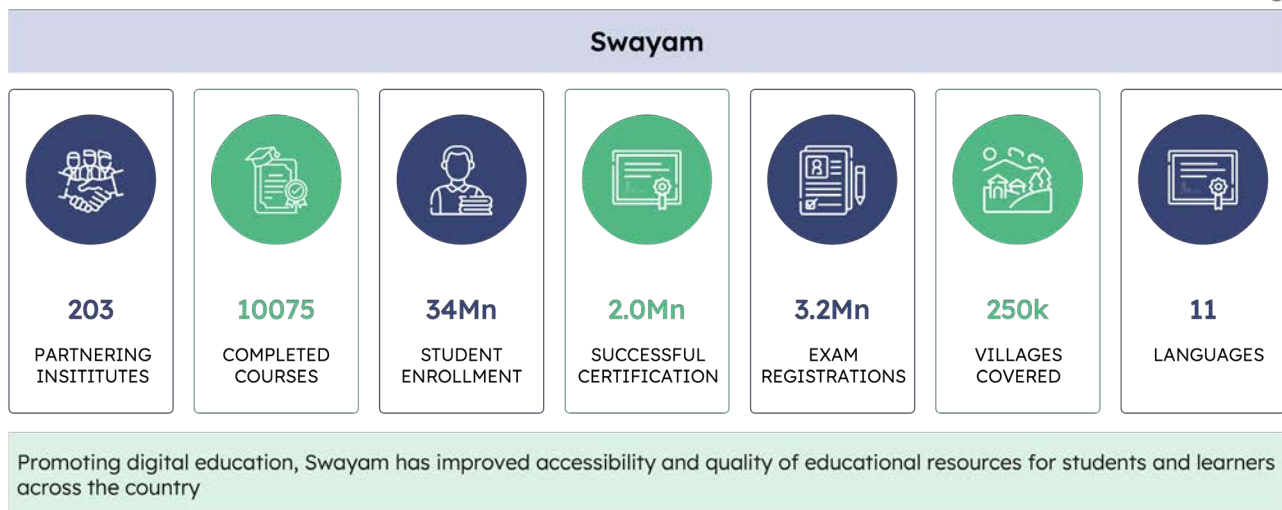 Swayam
203
PARTNERING
INSITITUTES
10075
COMPLETED
COURSES
34Mn
STUDENT
ENROLLMENT
2.0Mn
SUCCESSFUL
CERTIFICATION
3.2Mn
EXAM
REGISTRATIONS
250k
VILLAGES
COVERED
11
LANGUAGES
Promoting digital education, Swayam has improved accessibility and quality of educational resources for students and learners
across the country